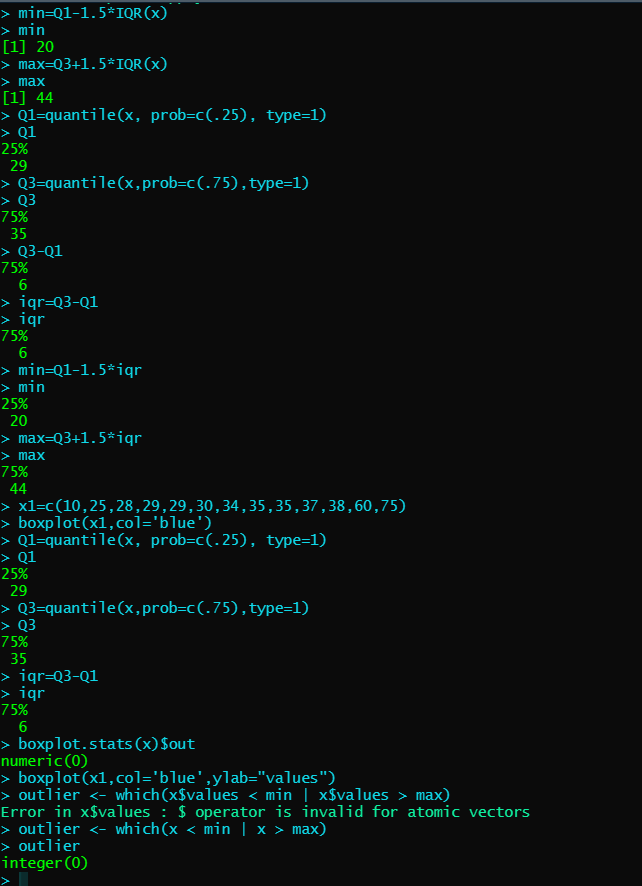 > min=Q1-1.5*IQR(x)
> min
[1] 20
> max=Q3+1.5*IQR(x)
> max
[1] 44
> Q1=quantile(x, prob=c(.25), type=1)
> Q1
25%
 29
> Q3=quantile(x,prob=c(.75),type=1)
> Q3
75%
 35
> Q3-Q1
75%
  6
> iqr=Q3-Q1
> iqr
75%
  6
> min=Q1-1.5*iqr
> min
25%
 20
> max=Q3+1.5*iqr
> max
75%
 44
> x1=c(10,25,28,29,29,30,34,35,35,37,38,60,75)
> boxplot(x1,col='blue')
> Q1=quantile(x, prob=c(.25), type=1)
> Q1
25%
 29
> Q3=quantile(x,prob=c(.75),type=1)
> Q3
75%
 35
> iqr=Q3-Q1
> iqr
75%
  6
> boxplot.stats(x)$out
numeric(0)
> boxplot(x1,col='blue',ylab="values")
> outlier <- which(x$values < min | x$values > max)
Error in x$values : $ operator is invalid for atomic vectors
> outlier <- which(x < min | x > max)
> outlier
integer(0)
>